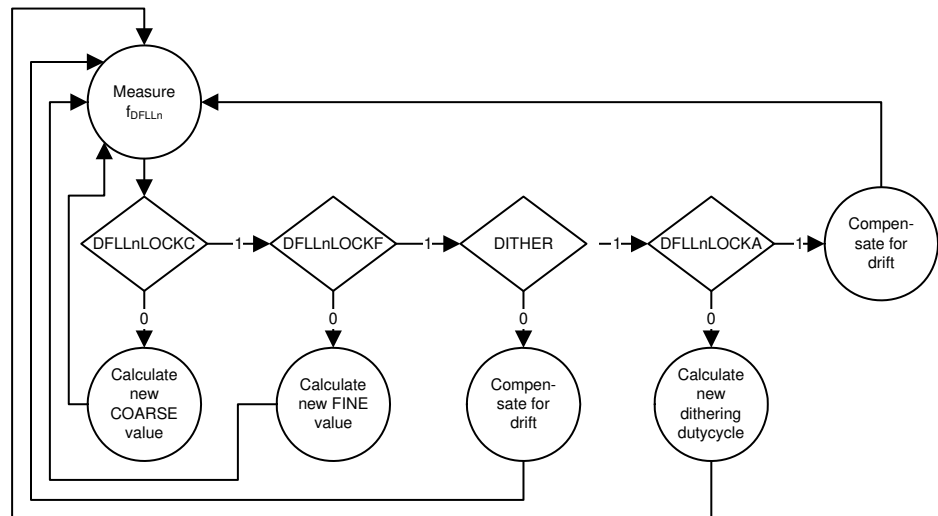 Measure
fDFLLn
DFLLnLOCKC
1
DFLLnLOCKF
1
DITHER
1
DFLLnLOCKA
1
Compen-
sate for
drift
0
0
0
0
Calculate
new
COARSE
value
Calculate
new FINE
value
Compen-
sate for
drift
Calculate
new
dithering
dutycycle